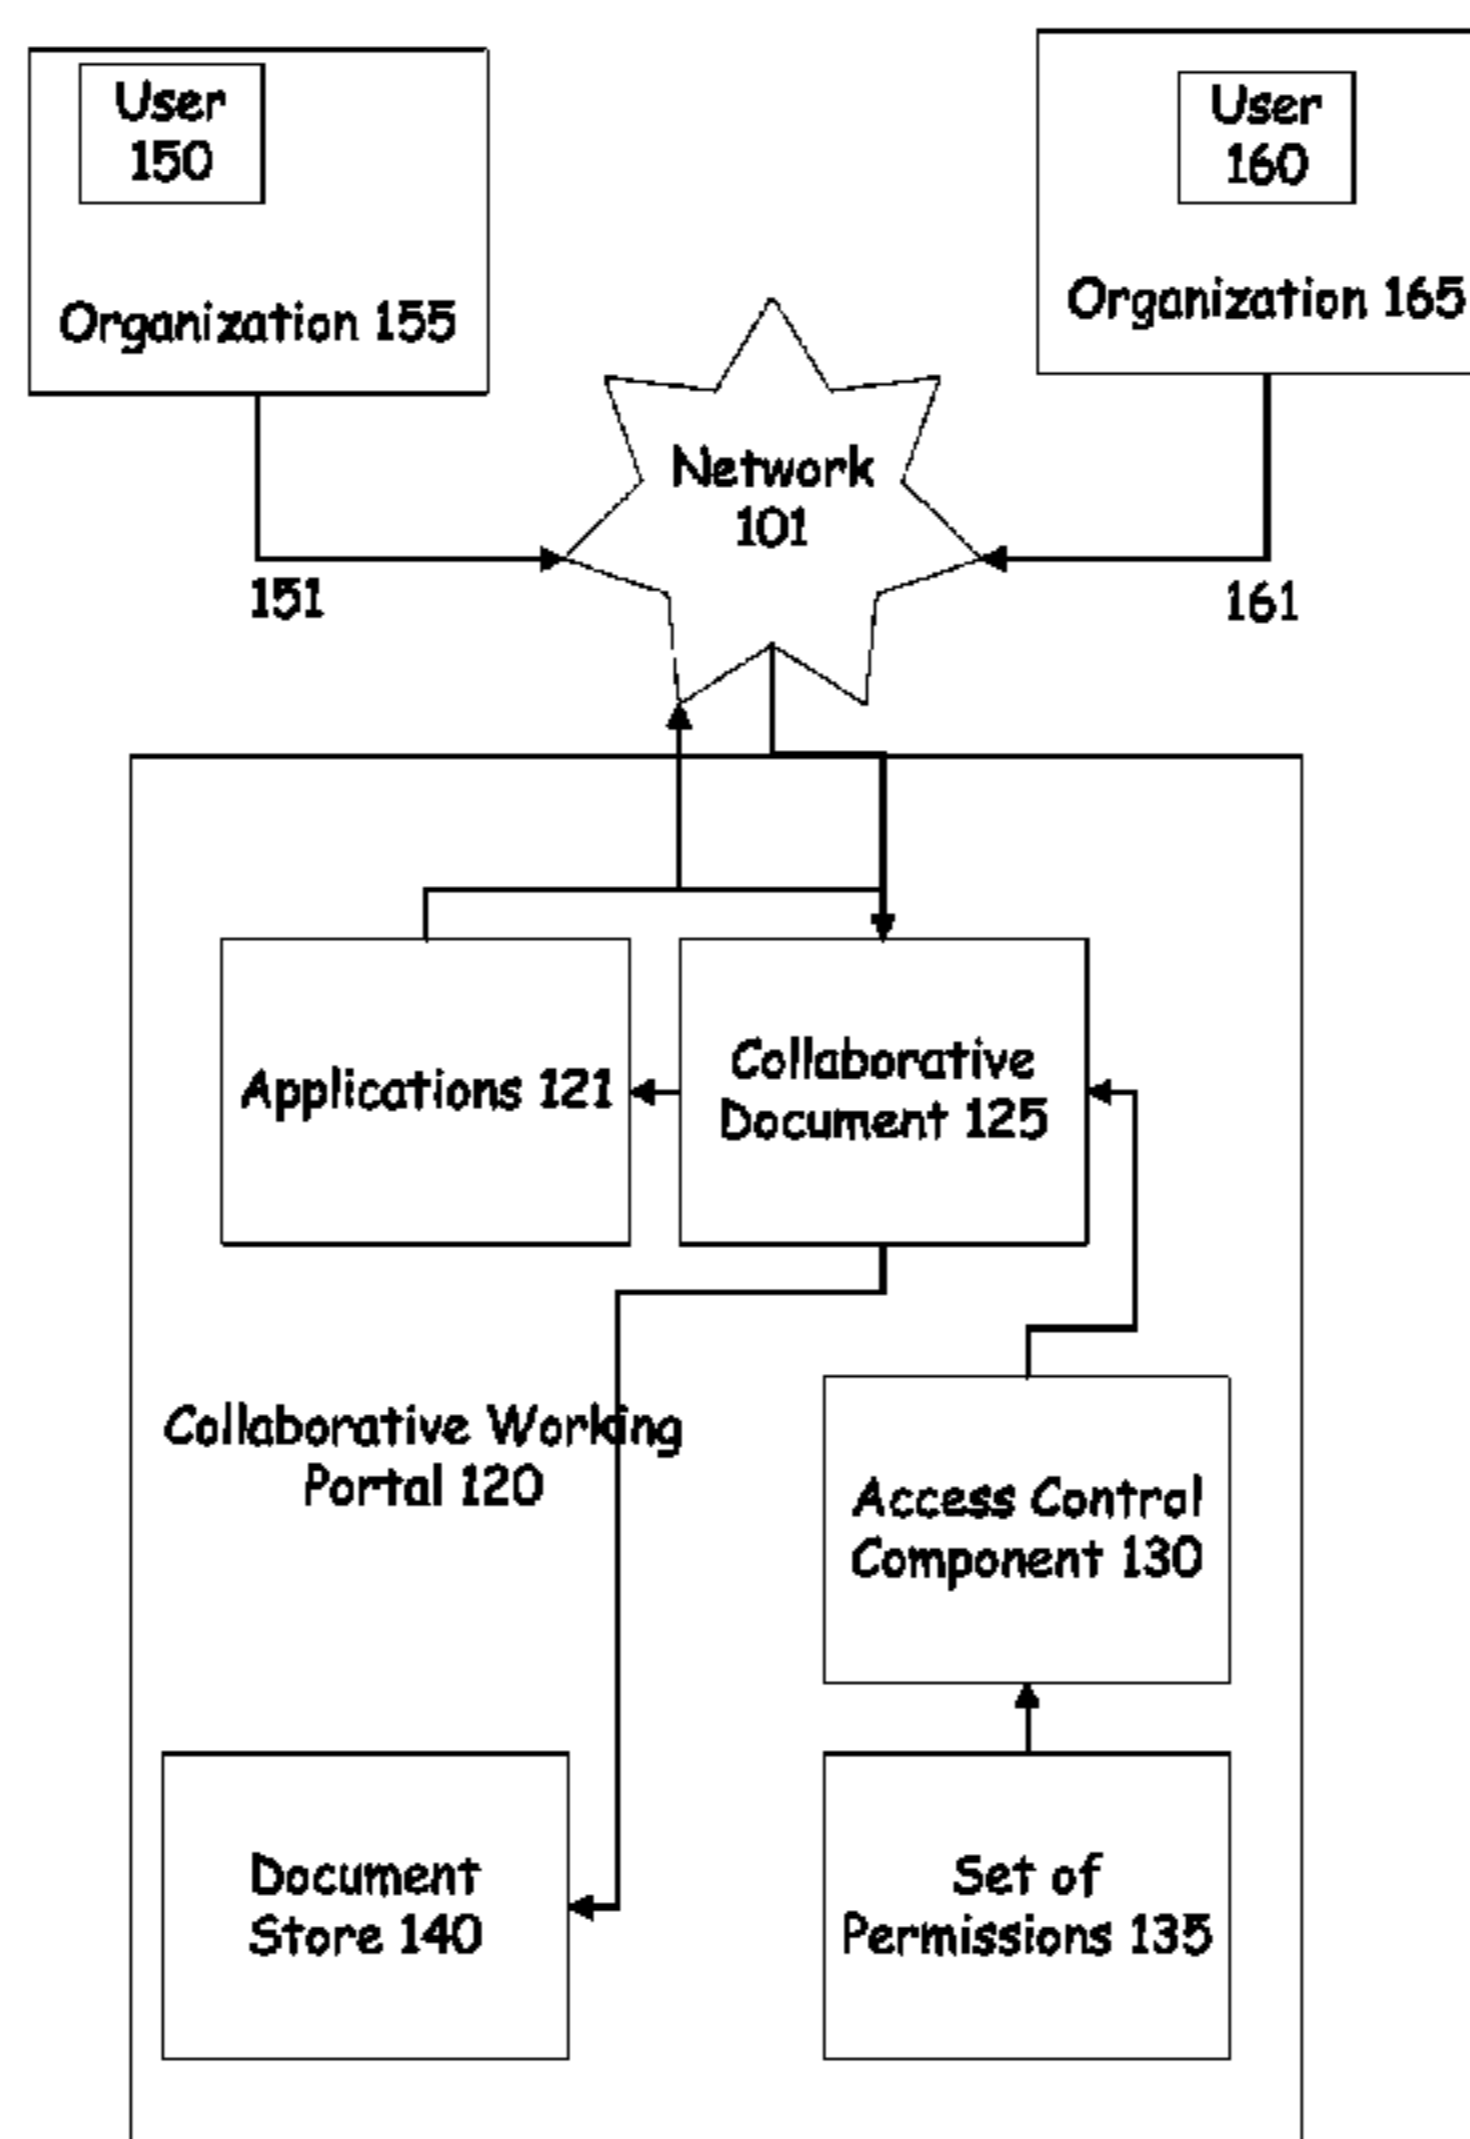 User
150
Organization 155
User
160
Organization 165
Network
101
151
161
Applications 121
Collaborative
Document 125
Collaborative Working
Portal 120
Access Control
Component 130
Document
Store 140
Set of
Permissions 135